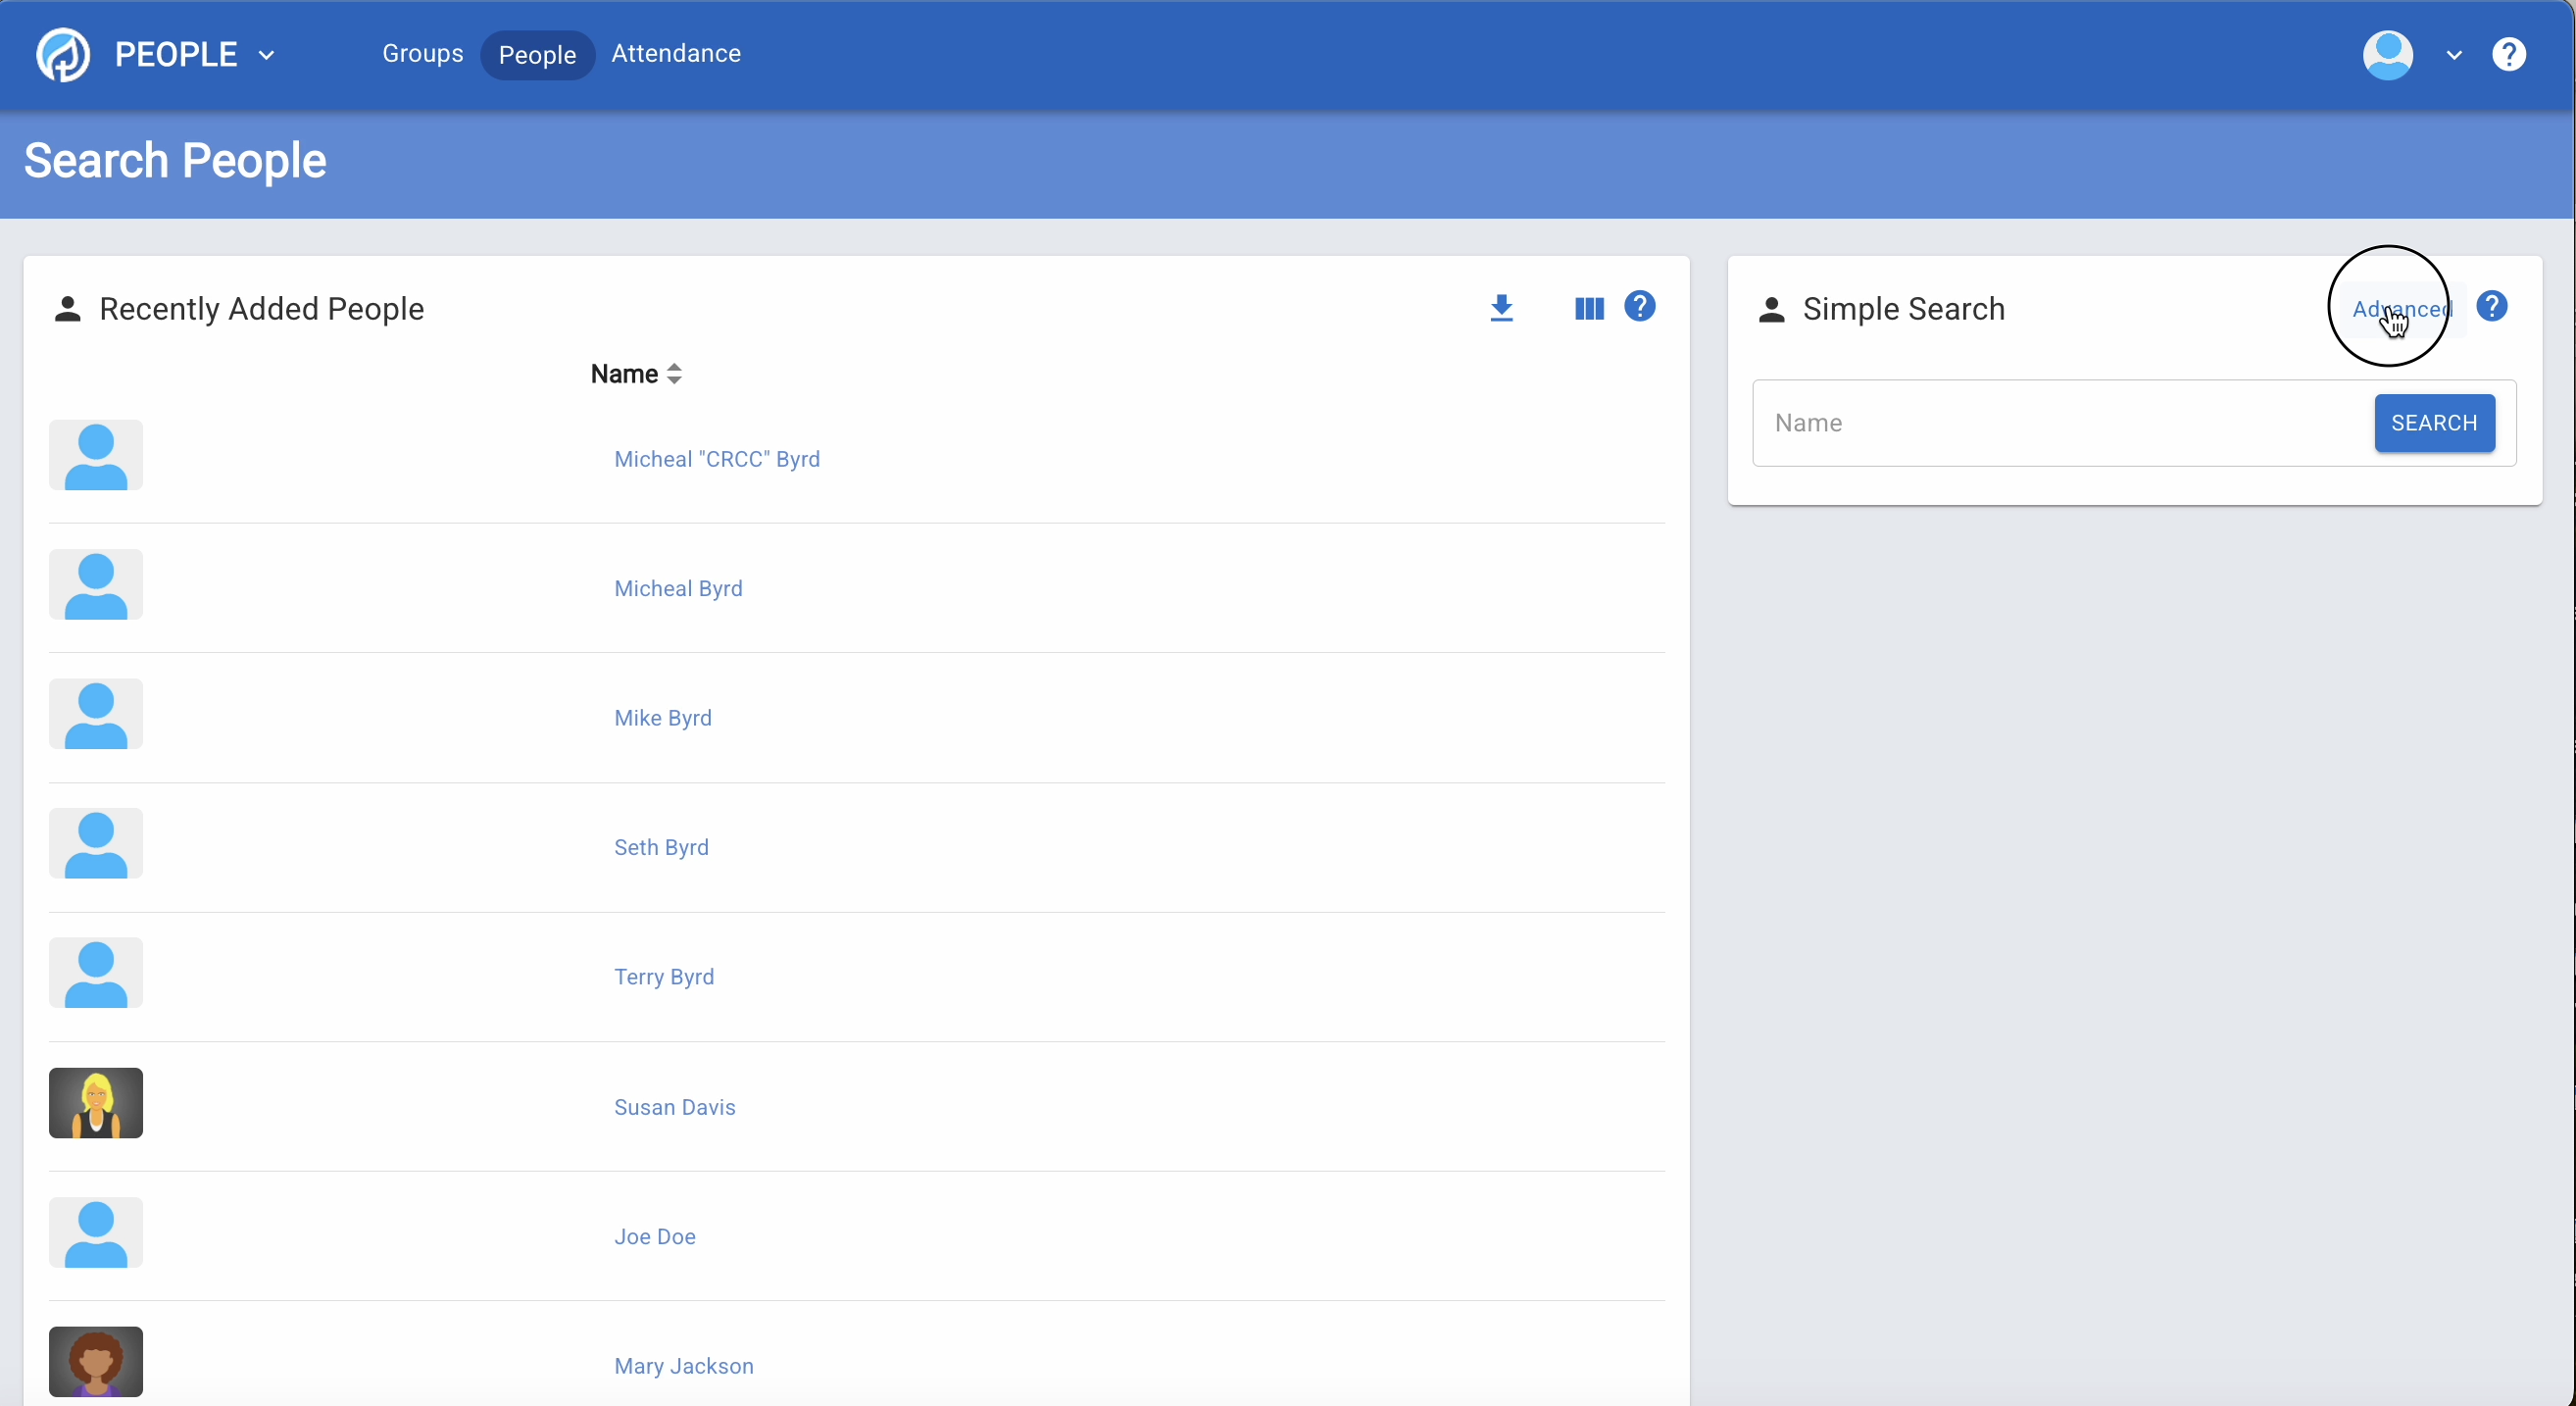 PEOPLE
Groups People Attendance
?
Search People
Recently Added People
?
Simple Search
Advanced
?
Name
Name
SEARCH
Micheal "CRCC" Byrd
Micheal Byrd
Mike Byrd
Seth Byrd
Terry Byrd
Susan Davis
Joe Doe
Mary Jackson